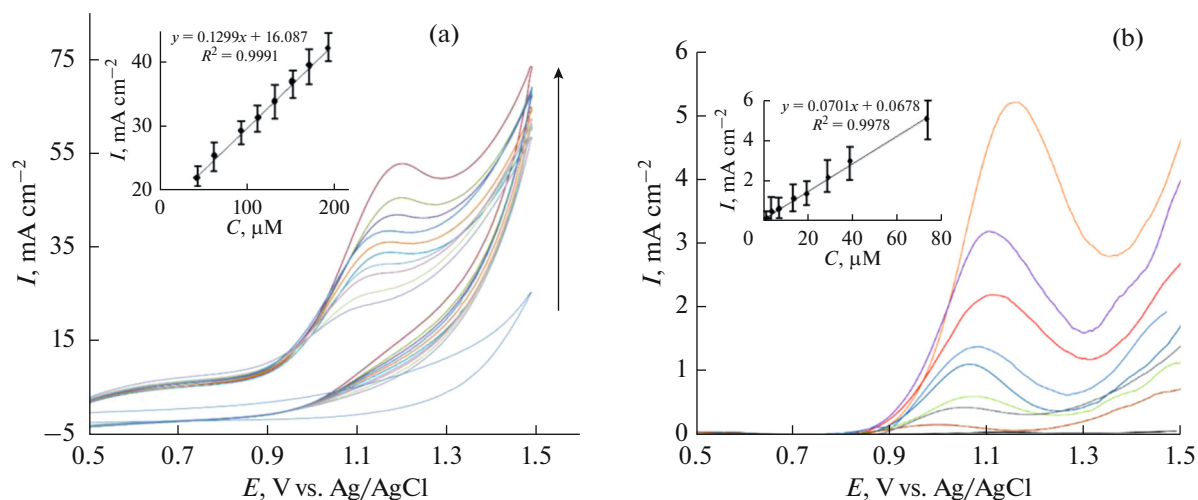 (a)
75
55
35
15
−5
I, mA cm−2
y = 0.1299x + 16.087
R2 = 0.9991
40
30
20
I, mA cm−2
0 100 200
C, μM
0.5 0.7 0.9 1.1 1.3 1.5
E, V vs. Ag/AgCl
(b)
6
5
4
3
2
1
0
I, mA cm−2
y = 0.0701x + 0.0678
R2 = 0.9978
6
4
2
I, mA cm−2
0 20 40 60 80
C, μM
0.5 0.7 0.9 1.1 1.3 1.5
E, V vs. Ag/AgCl